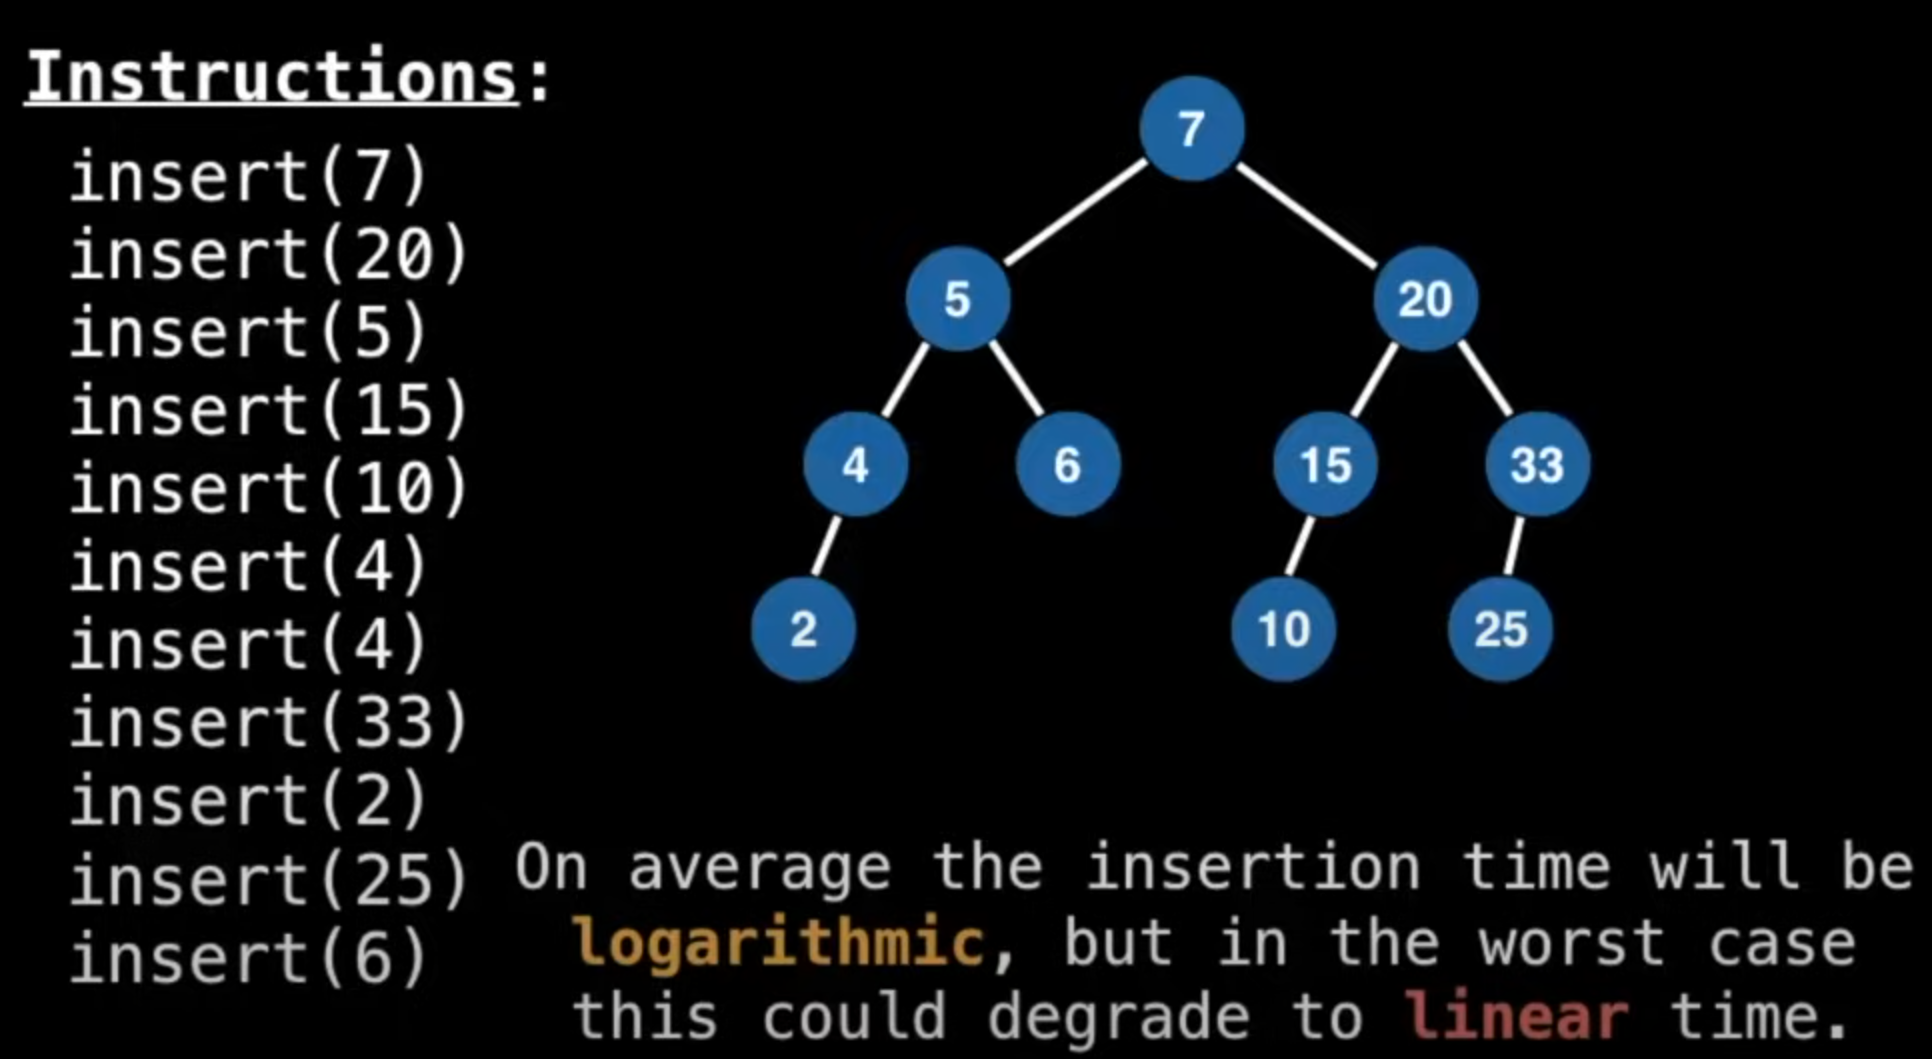 Instructions:
insert(7)
insert(20)
insert(5)
insert(15)
insert(10)
insert(4)
insert(4)
insert(33)
insert(2)
insert(25)
insert(6)
7
5
20
4
6
15
33
2
10
25
On average the insertion time will be
logarithmic, but in the worst case
this could degrade to linear time.